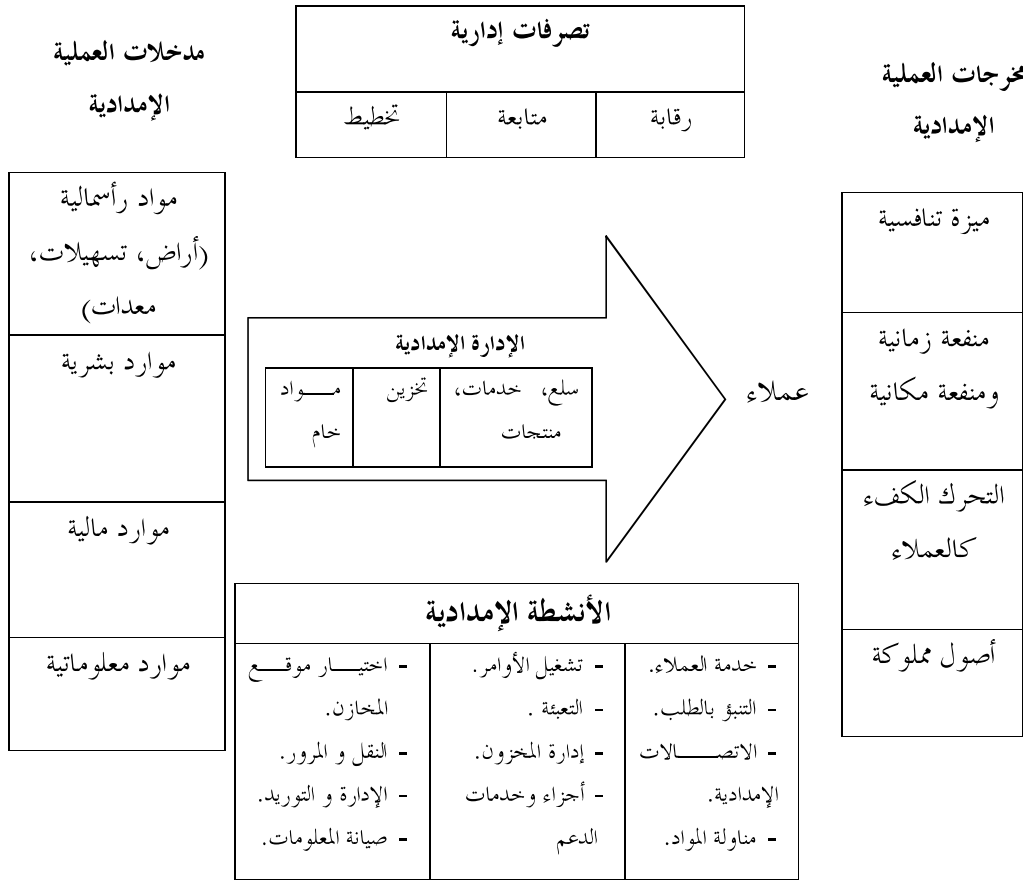 تصرفات إدارية
رقابة
متابعة
تخطيط
مخرجات العملية
الإمدادية
ميزة تنافسية
منفعة زمانية
ومنفعة مكانية
التحرك الكفء
كالعملاء
أصول مملوكة
مدخلات العملية
الإمدادية
مواد رأسمالية
(أراض، تسهيلات،
معدات)
موارد بشرية
موارد مالية
موارد معلوماتية
الإدارة الإمدادية
سلع، خدمات،
منتجات
تخزين
مـــواد
خام
عملاء
الأنشطة الإمدادية
- خدمة العملاء.
- التنبؤ بالطلب.
- الاتصـــالات
الإمدادية.
- مناولة المواد.
- تشغيل الأوامر.
- التعبئة .
- إدارة المخزون.
- أجزاء وخدمات
الدعم
- اختيـــار موقـــع
المخازن.
- النقل و المرور.
- الإدارة و التوريد.
- صيانة المعلومات.